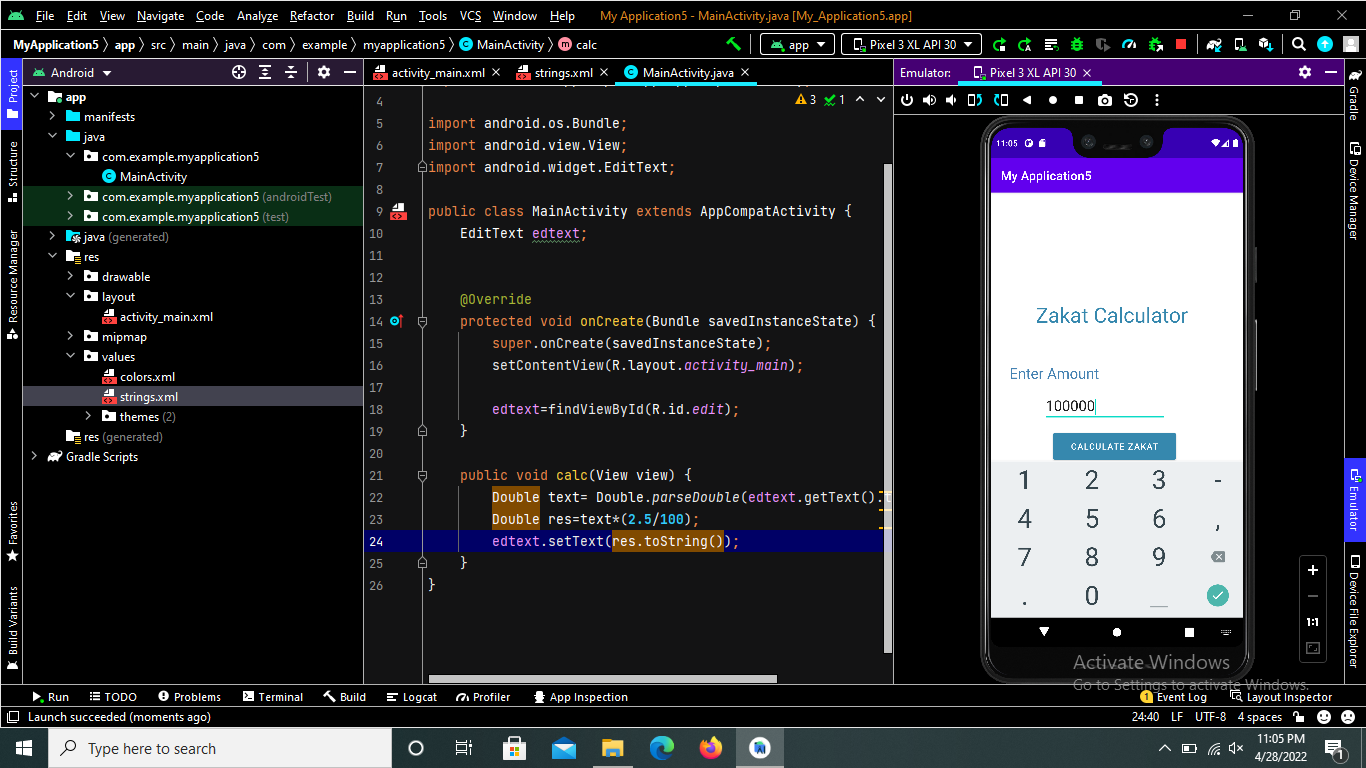 File Edit View Navigate Code Analyze Refactor Build Run Tools VCS Window Help My Application5 - MainActivity.java [My_Application5.app]
MyApplication5 app src main java com example myapplication5 MainActivity calc app Pixel 3 XL API 30
Project
Structure
Resource Manager
Favorites
Build Variants
Android
app
manifests
java
com.example.myapplication5
MainActivity
com.example.myapplication5 (androidTest)
com.example.myapplication5 (test)
java (generated)
res
drawable
layout
activity_main.xml
mipmap
values
colors.xml
strings.xml
themes (2)
res (generated)
Gradle Scripts
activity_main.xml strings.xml MainActivity.java
3 1
4
5 import android.os.Bundle;
6 import android.view.View;
7 import android.widget.EditText;
8
9 public class MainActivity extends AppCompatActivity {
10 EditText edtext;
11
12
13 @Override
14 protected void onCreate(Bundle savedInstanceState) {
15 super.onCreate(savedInstanceState);
16 setContentView(R.layout.activity_main);
17
18 edtext=findViewById(R.id.edit);
19 }
20
21 public void calc(View view) {
22 Double text= Double.parseDouble(edtext.getText().
23 Double res=text*(2.5/100);
24 edtext.setText(res.toString());
25 }
26 }
Emulator: Pixel 3 XL API 30
11:05
My Application5
Zakat Calculator
Enter Amount
100000
CALCULATE ZAKAT
1 2 3 -
4 5 6 ,
7 8 9
. 0 _
1:1
Gradle
Device Manager
Emulator
Device File Explorer
Activate Windows
Go to Settings to activate Windows.
Run TODO Problems Terminal Build Logcat Profiler App Inspection 1 Event Log Layout Inspector
Launch succeeded (moments ago) 24:40 LF UTF-8 4 spaces
Type here to search
11:05 PM
4/28/2022
1